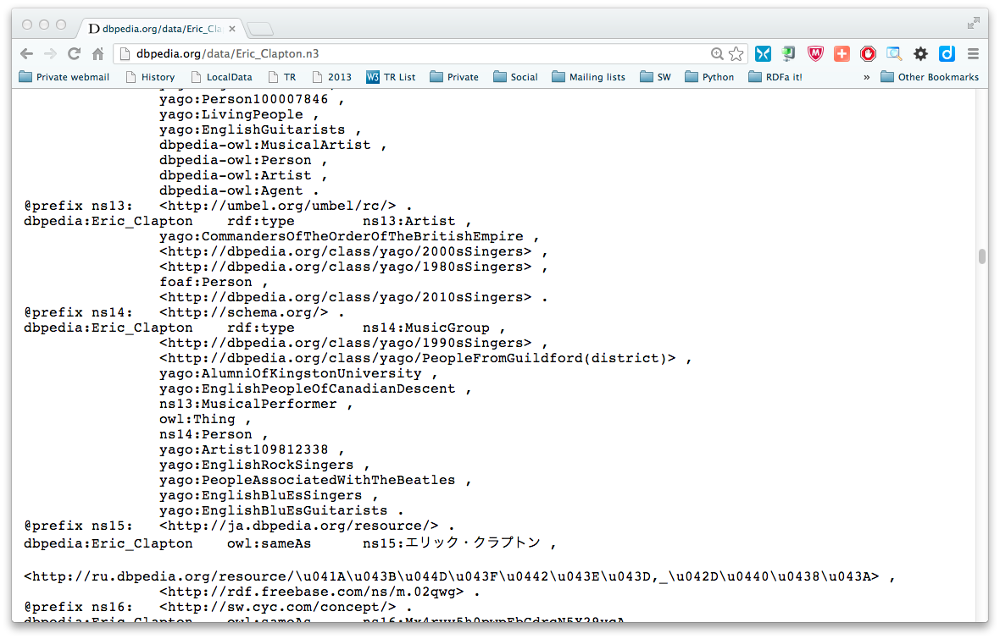 dbpedia.org/data/Eric_Cla
dbpedia.org/data/Eric_Clapton.n3
Private webmail History LocalData TR 2013 W3 TR List Private Social Mailing lists SW Python RDFa it! » Other Bookmarks
yago:Person100007846 ,
yago:LivingPeople ,
yago:EnglishGuitarists ,
dbpedia-owl:MusicalArtist ,
dbpedia-owl:Person ,
dbpedia-owl:Artist ,
dbpedia-owl:Agent .
@prefix ns13: <http://umbel.org/umbel/rc/> .
dbpedia:Eric_Clapton rdf:type ns13:Artist ,
yago:CommandersOfTheOrderOfTheBritishEmpire ,
<http://dbpedia.org/class/yago/2000sSingers> ,
<http://dbpedia.org/class/yago/1980sSingers> ,
foaf:Person ,
<http://dbpedia.org/class/yago/2010sSingers> .
@prefix ns14: <http://schema.org/> .
dbpedia:Eric_Clapton rdf:type ns14:MusicGroup ,
<http://dbpedia.org/class/yago/1990sSingers> ,
<http://dbpedia.org/class/yago/PeopleFromGuildford(district)> ,
yago:AlumniOfKingstonUniversity ,
yago:EnglishPeopleOfCanadianDescent ,
ns13:MusicalPerformer ,
owl:Thing ,
ns14:Person ,
yago:Artist109812338 ,
yago:EnglishRockSingers ,
yago:PeopleAssociatedWithTheBeatles ,
yago:EnglishBluEsSingers ,
yago:EnglishBluEsGuitarists .
@prefix ns15: <http://ja.dbpedia.org/resource/> .
dbpedia:Eric_Clapton owl:sameAs ns15:エリック・クラプトン ,
<http://ru.dbpedia.org/resource/\u041A\u043B\u044D\u043F\u0442\u043E\u043D,_\u042D\u0440\u0438\u043A> ,
<http://rdf.freebase.com/ns/m.02qwg> .
@prefix ns16: <http://sw.cyc.com/concept/> .
dbpedia:Eric_Clapton owl:sameAs